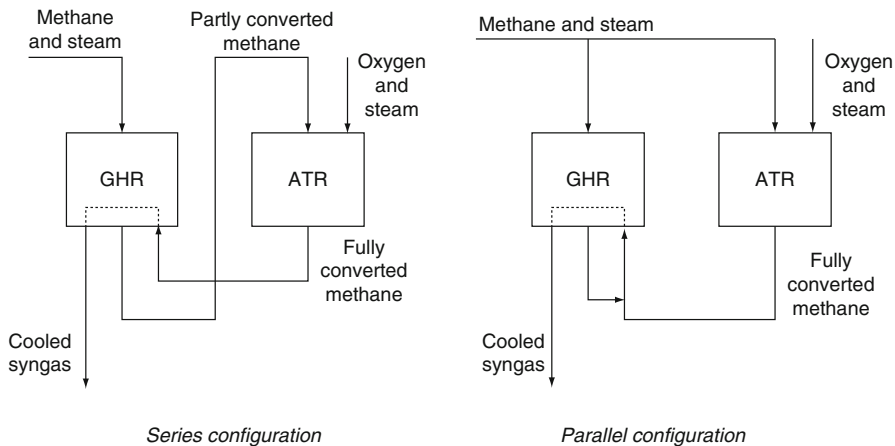 Methane
and steam
Partly converted
methane
Oxygen
and
steam
GHR
ATR
Fully
converted
methane
Cooled
syngas
Series configuration
Methane and steam
Oxygen
and
steam
GHR
ATR
Fully
converted
methane
Cooled
syngas
Parallel configuration